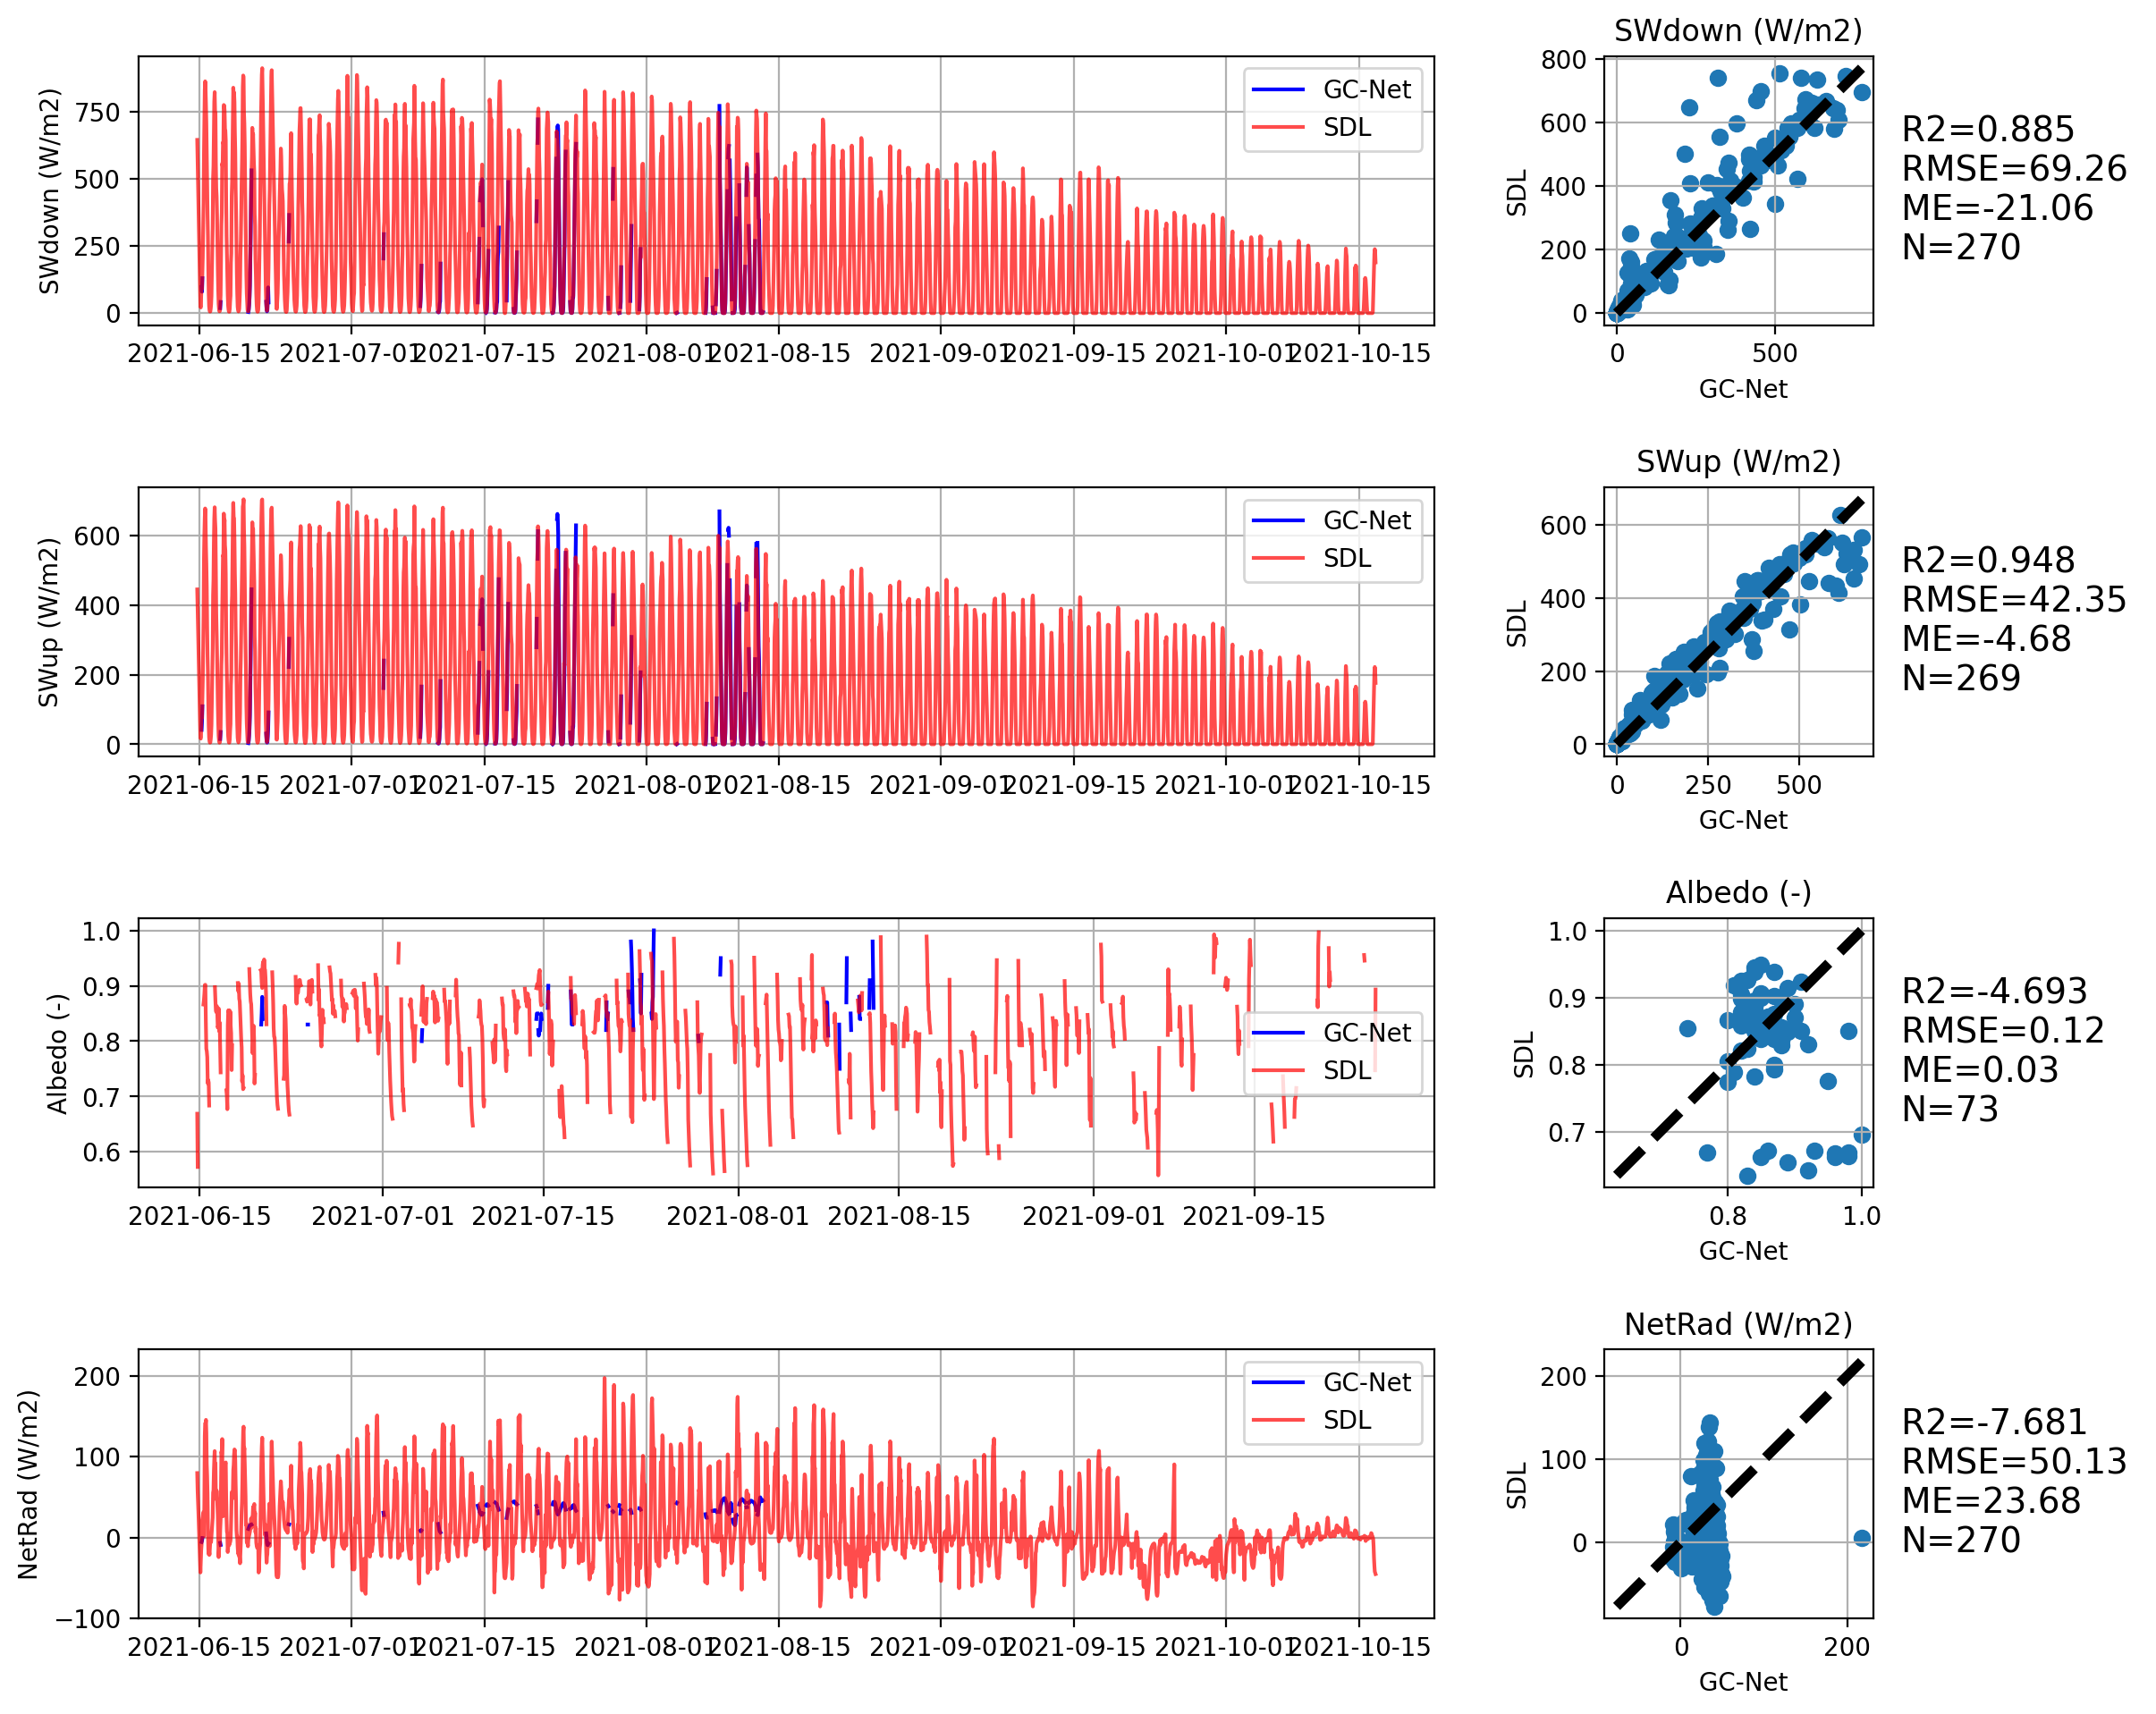 SWdown (W/m2)
750
500
250
0
SWdown (W/m2)
GC-Net
SDL
2021-06-15 2021-07-01 2021-07-15 2021-08-01 2021-08-15 2021-09-01 2021-09-15 2021-10-01 2021-10-15
800
600
400
200
0
SDL
0 500
GC-Net
R2=0.885
RMSE=69.26
ME=-21.06
N=270
SWup (W/m2)
600
400
200
0
SWup (W/m2)
GC-Net
SDL
2021-06-15 2021-07-01 2021-07-15 2021-08-01 2021-08-15 2021-09-01 2021-09-15 2021-10-01 2021-10-15
600
400
200
0
SDL
0 250 500
GC-Net
R2=0.948
RMSE=42.35
ME=-4.68
N=269
Albedo (-)
1.0
0.9
0.8
0.7
0.6
Albedo (-)
GC-Net
SDL
2021-06-15 2021-07-01 2021-07-15 2021-08-01 2021-08-15 2021-09-01 2021-09-15
1.0
0.9
0.8
0.7
SDL
0.8 1.0
GC-Net
R2=-4.693
RMSE=0.12
ME=0.03
N=73
NetRad (W/m2)
200
100
0
−100
NetRad (W/m2)
GC-Net
SDL
2021-06-15 2021-07-01 2021-07-15 2021-08-01 2021-08-15 2021-09-01 2021-09-15 2021-10-01 2021-10-15
200
100
0
SDL
0 200
GC-Net
R2=-7.681
RMSE=50.13
ME=23.68
N=270